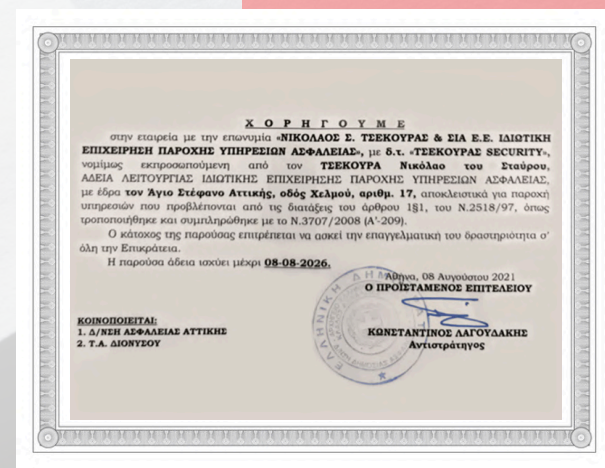 Χ Ο Ρ Η Γ Ο Υ Μ Ε
στην εταιρεία με την επωνυμία «ΝΙΚΟΛΑΟΣ Σ. ΤΣΕΚΟΥΡΑΣ & ΣΙΑ Ε.Ε. ΙΔΙΩΤΙΚΗ
ΕΠΙΧΕΙΡΗΣΗ ΠΑΡΟΧΗΣ ΥΠΗΡΕΣΙΩΝ ΑΣΦΑΛΕΙΑΣ», με δ.τ. «ΤΣΕΚΟΥΡΑΣ SECURITY»,
νομίμως εκπροσωπούμενη από τον ΤΣΕΚΟΥΡΑ Νικόλαο του Σταύρου,
ΑΔΕΙΑ ΛΕΙΤΟΥΡΓΙΑΣ ΙΔΙΩΤΙΚΗΣ ΕΠΙΧΕΙΡΗΣΗΣ ΠΑΡΟΧΗΣ ΥΠΗΡΕΣΙΩΝ ΑΣΦΑΛΕΙΑΣ,
με έδρα τον Άγιο Στέφανο Αττικής, οδός Χελμού, αριθμ. 17, αποκλειστικά για παροχή
υπηρεσιών που προβλέπονται από τις διατάξεις του άρθρου 1§1, του Ν.2518/97, όπως
τροποποιήθηκε και συμπληρώθηκε με το Ν.3707/2008 (Α'-209).
Ο κάτοχος της παρούσας επιτρέπεται να ασκεί την επαγγελματική του δραστηριότητα σ'
όλη την Επικράτεια.
Η παρούσα άδεια ισχύει μέχρι 08-08-2026.
Αθήνα, 08 Αυγούστου 2021
Ο ΠΡΟΪΣΤΑΜΕΝΟΣ ΕΠΙΤΕΛΕΙΟΥ
ΕΛΛΗΝΙΚΗ ΔΗΜΟΚΡΑΤΙΑ
ΚΟΙΝΟΠΟΙΕΙΤΑΙ:
1. Δ/ΝΣΗ ΑΣΦΑΛΕΙΑΣ ΑΤΤΙΚΗΣ
2. Τ.Α. ΔΙΟΝΥΣΟΥ
ΚΩΝΣΤΑΝΤΙΝΟΣ ΛΑΓΟΥΔΑΚΗΣ
Αντιστράτηγος